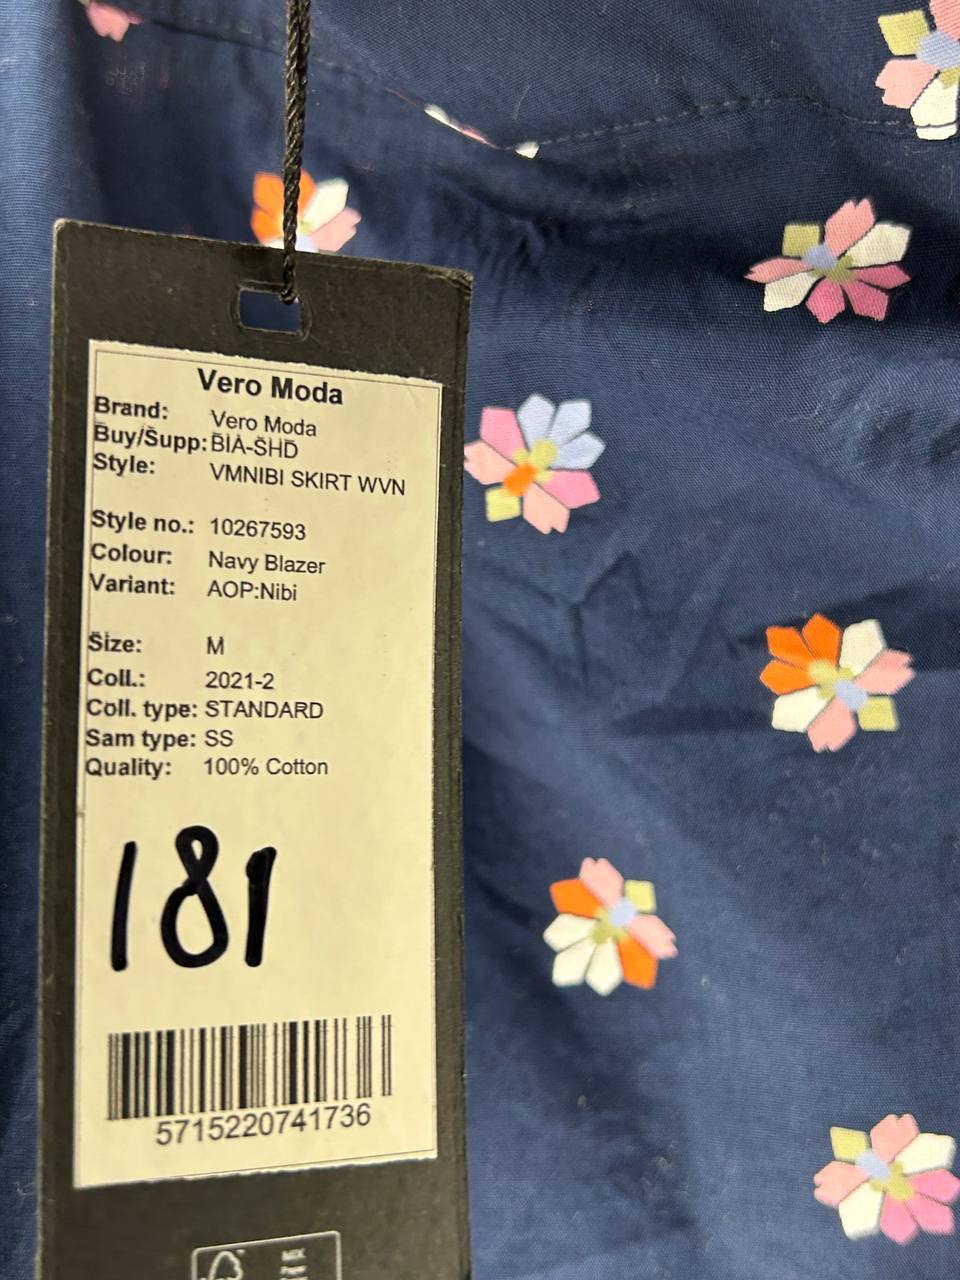 Vero Moda
Brand: Vero Moda
Buy/Supp: BIA-SHD
Style: VMNIBI SKIRT WVN
Style no.: 10267593
Colour: Navy Blazer
Variant: AOP:Nibi
Size: M
Coll.: 2021-2
Coll. type: STANDARD
Sam type: SS
Quality: 100% Cotton
181
5715220741736
MIX